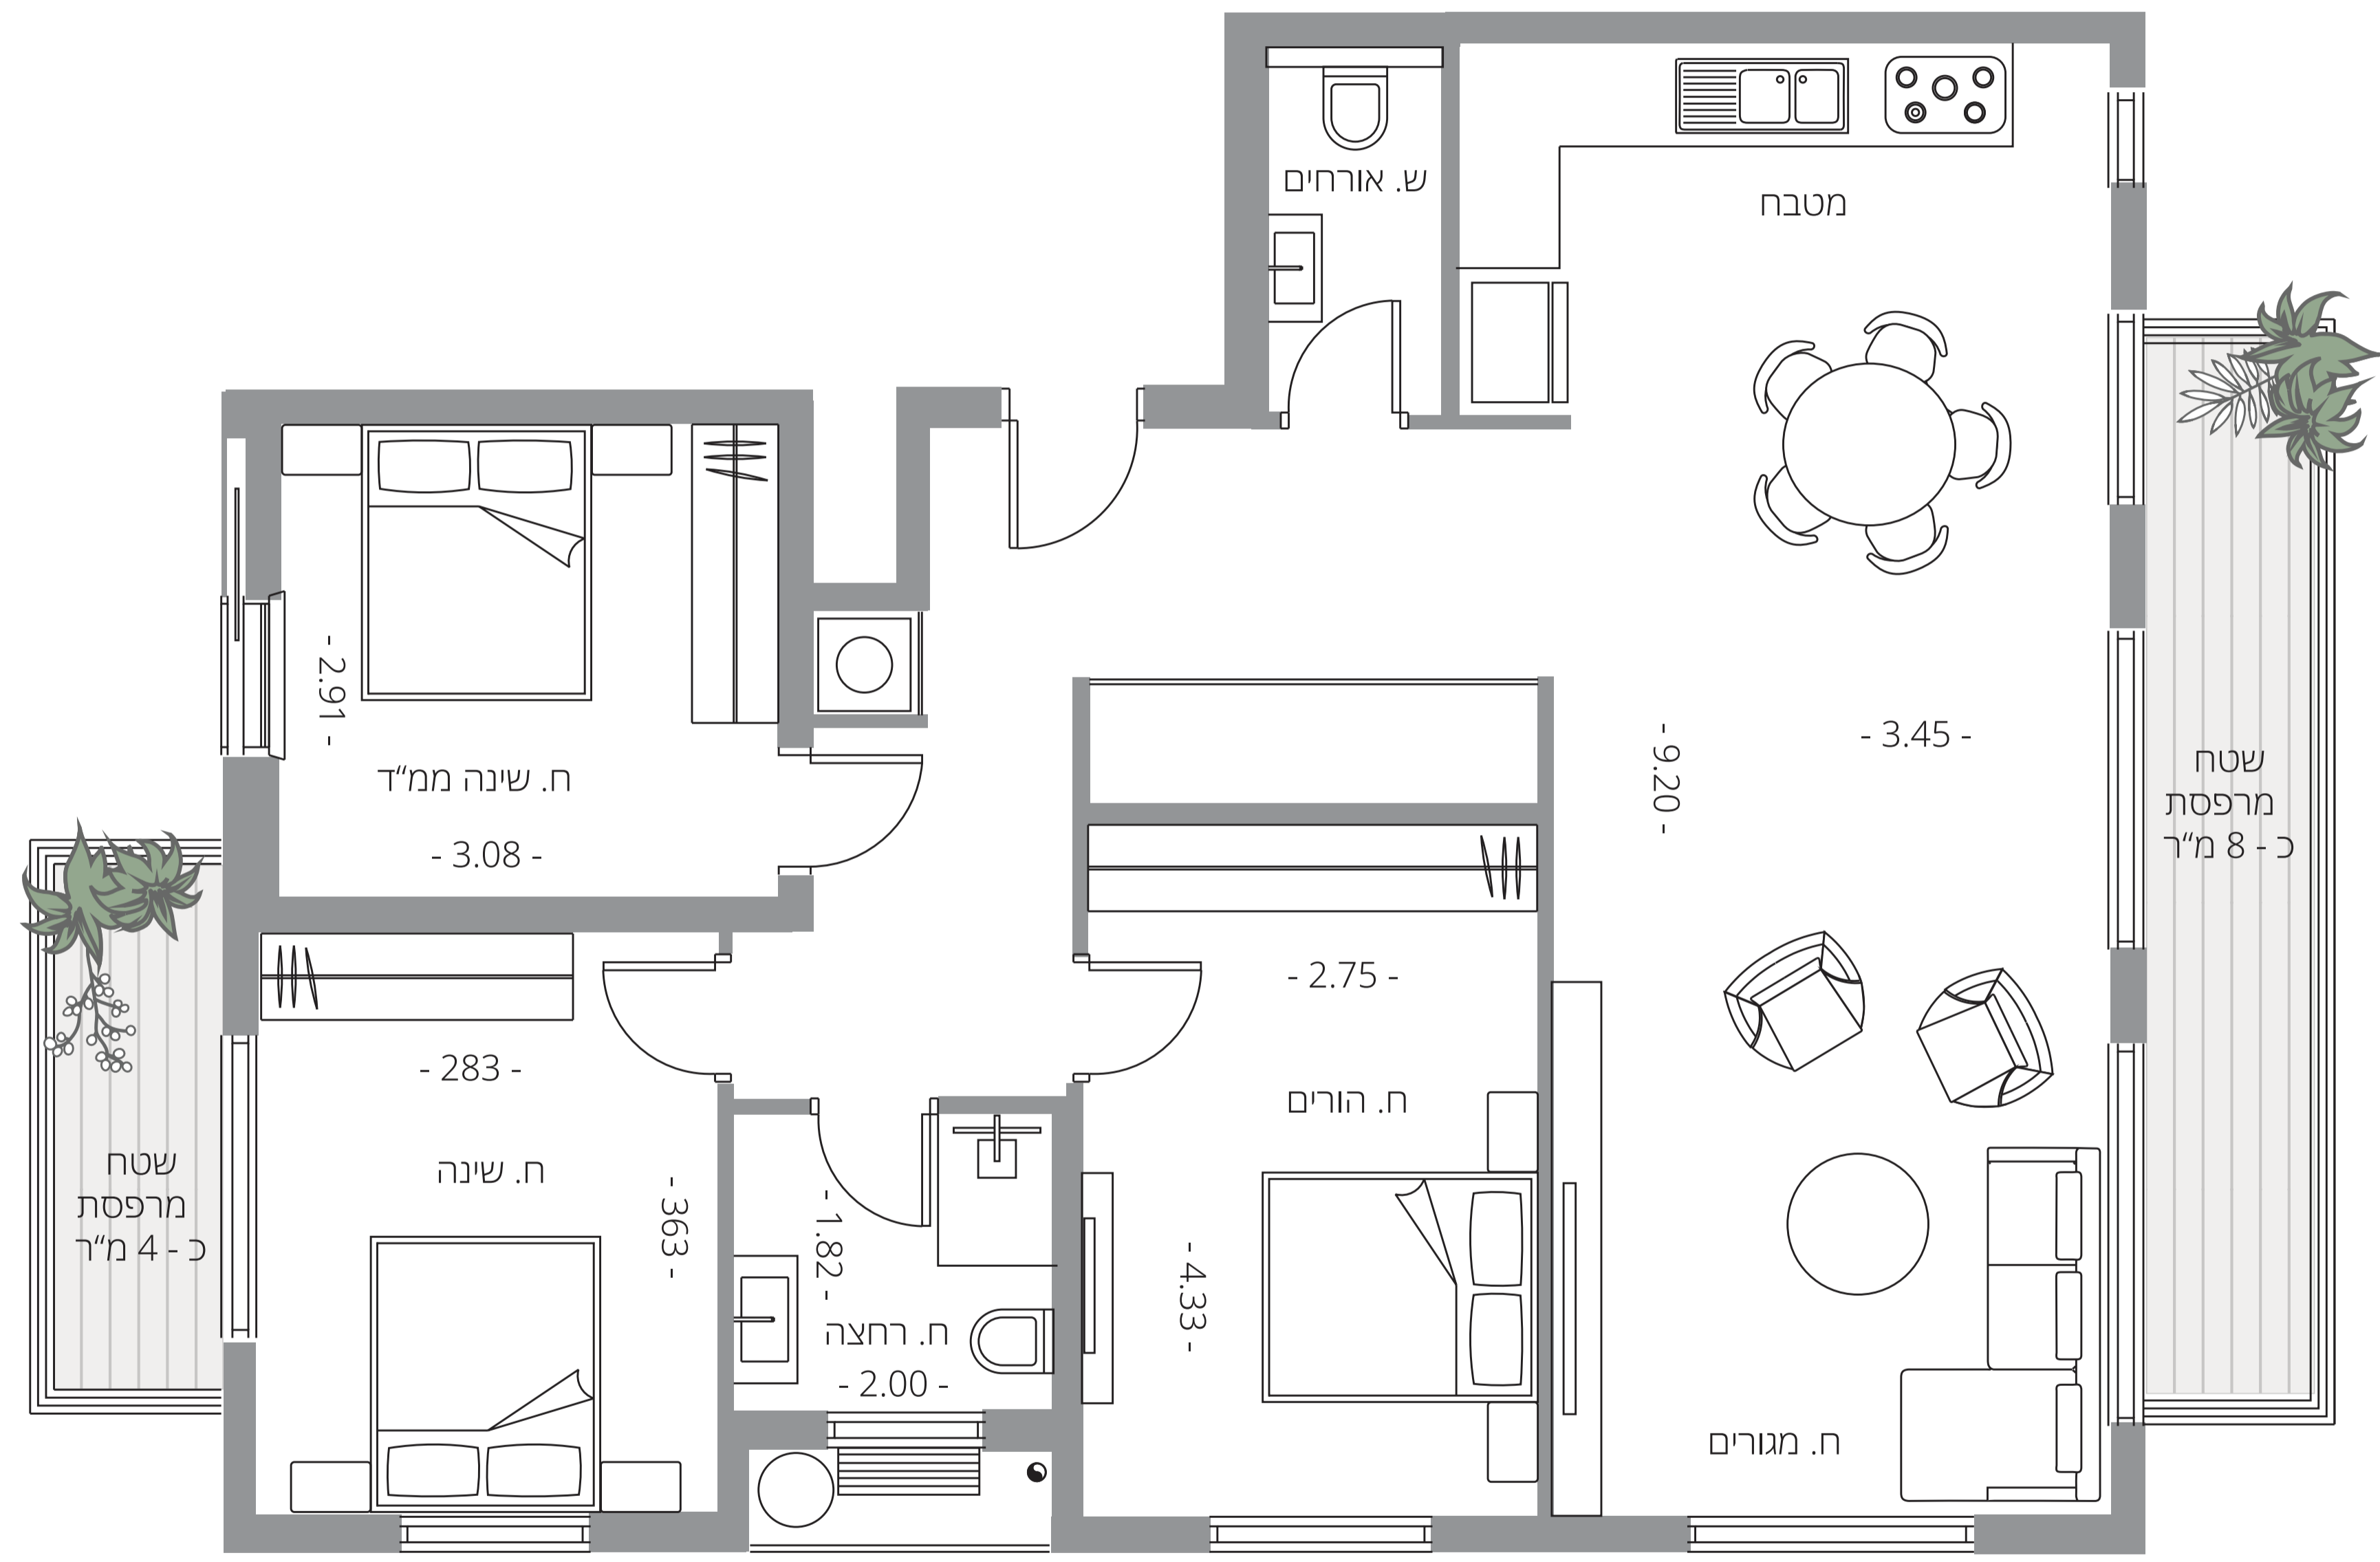 ש. אורחים
מטבח
- 2.91 -
ח. שינה ממ“ד
- 3.08 -
- 9.20 -
- 3.45 -
שטח
מרפסת
כ - 8 מ“ר
- 2.75 -
ח. הורים
- 4.33 -
- 283 -
ח. שינה
- 363 -
שטח
מרפסת
כ - 4 מ“ר
- 1.82 -
ח. רחצה
- 2.00 -
ח. מגורים